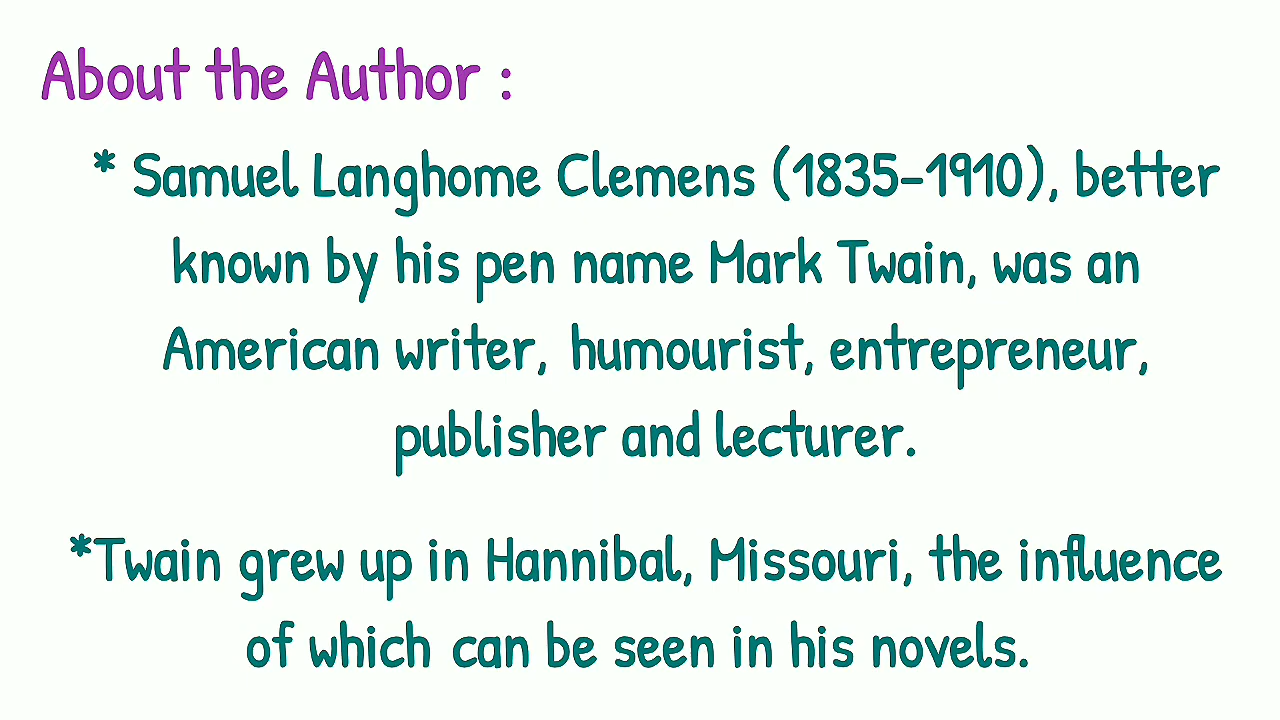 About the Author :
* Samuel Langhome Clemens (1835-1910), better
known by his pen name Mark Twain, was an
American writer, humourist, entrepreneur,
publisher and lecturer.
*Twain grew up in Hannibal, Missouri, the influence
of which can be seen in his novels.